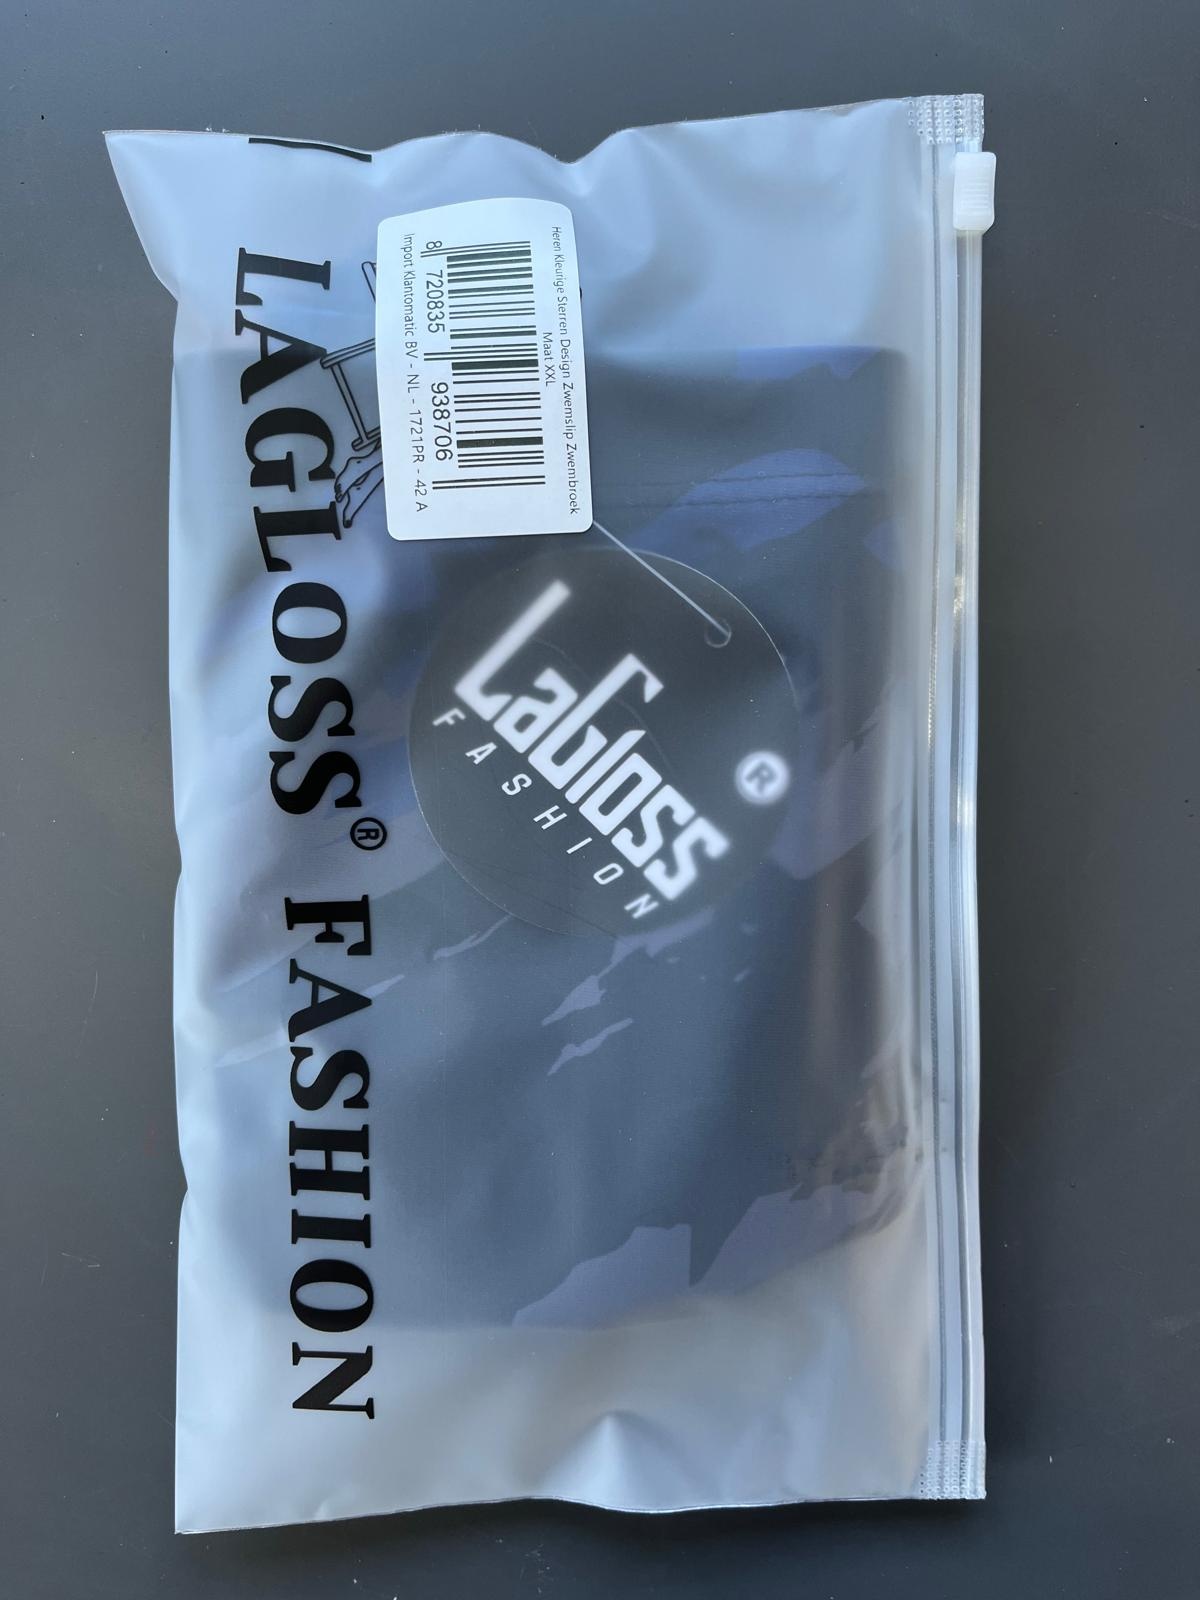 LAGLOSS® FASHION
Heren Kleurige Sterren Design Zwemslip Zwembroek
Maat XXL
8 720835 938706
Import Klantomatic BV - NL - 1721PR - 42 A
LaGloss ®
FASHION